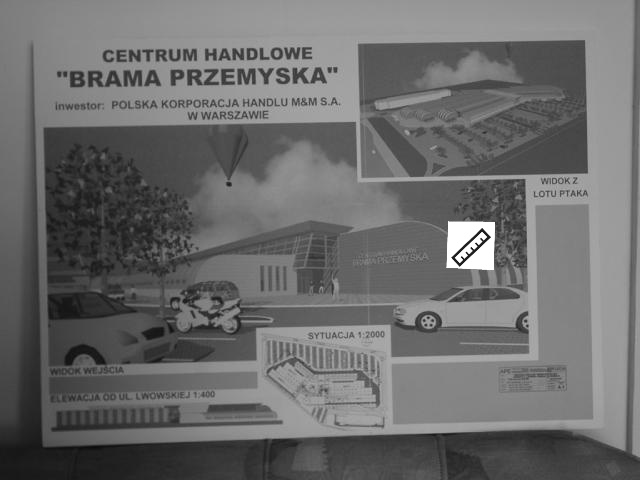 CENTRUM HANDLOWE
"BRAMA PRZEMYSKA"
inwestor: POLSKA KORPORACJA HANDLU M&M S.A.
W WARSZAWIE
WIDOK Z
LOTU PTAKA
CENTRUM HANDLOWE
BRAMA PRZEMYSKA
SYTUACJA 1:2000
WIDOK WEJŚCIA
ELEWACJA OD UL. LWOWSKIEJ 1:400